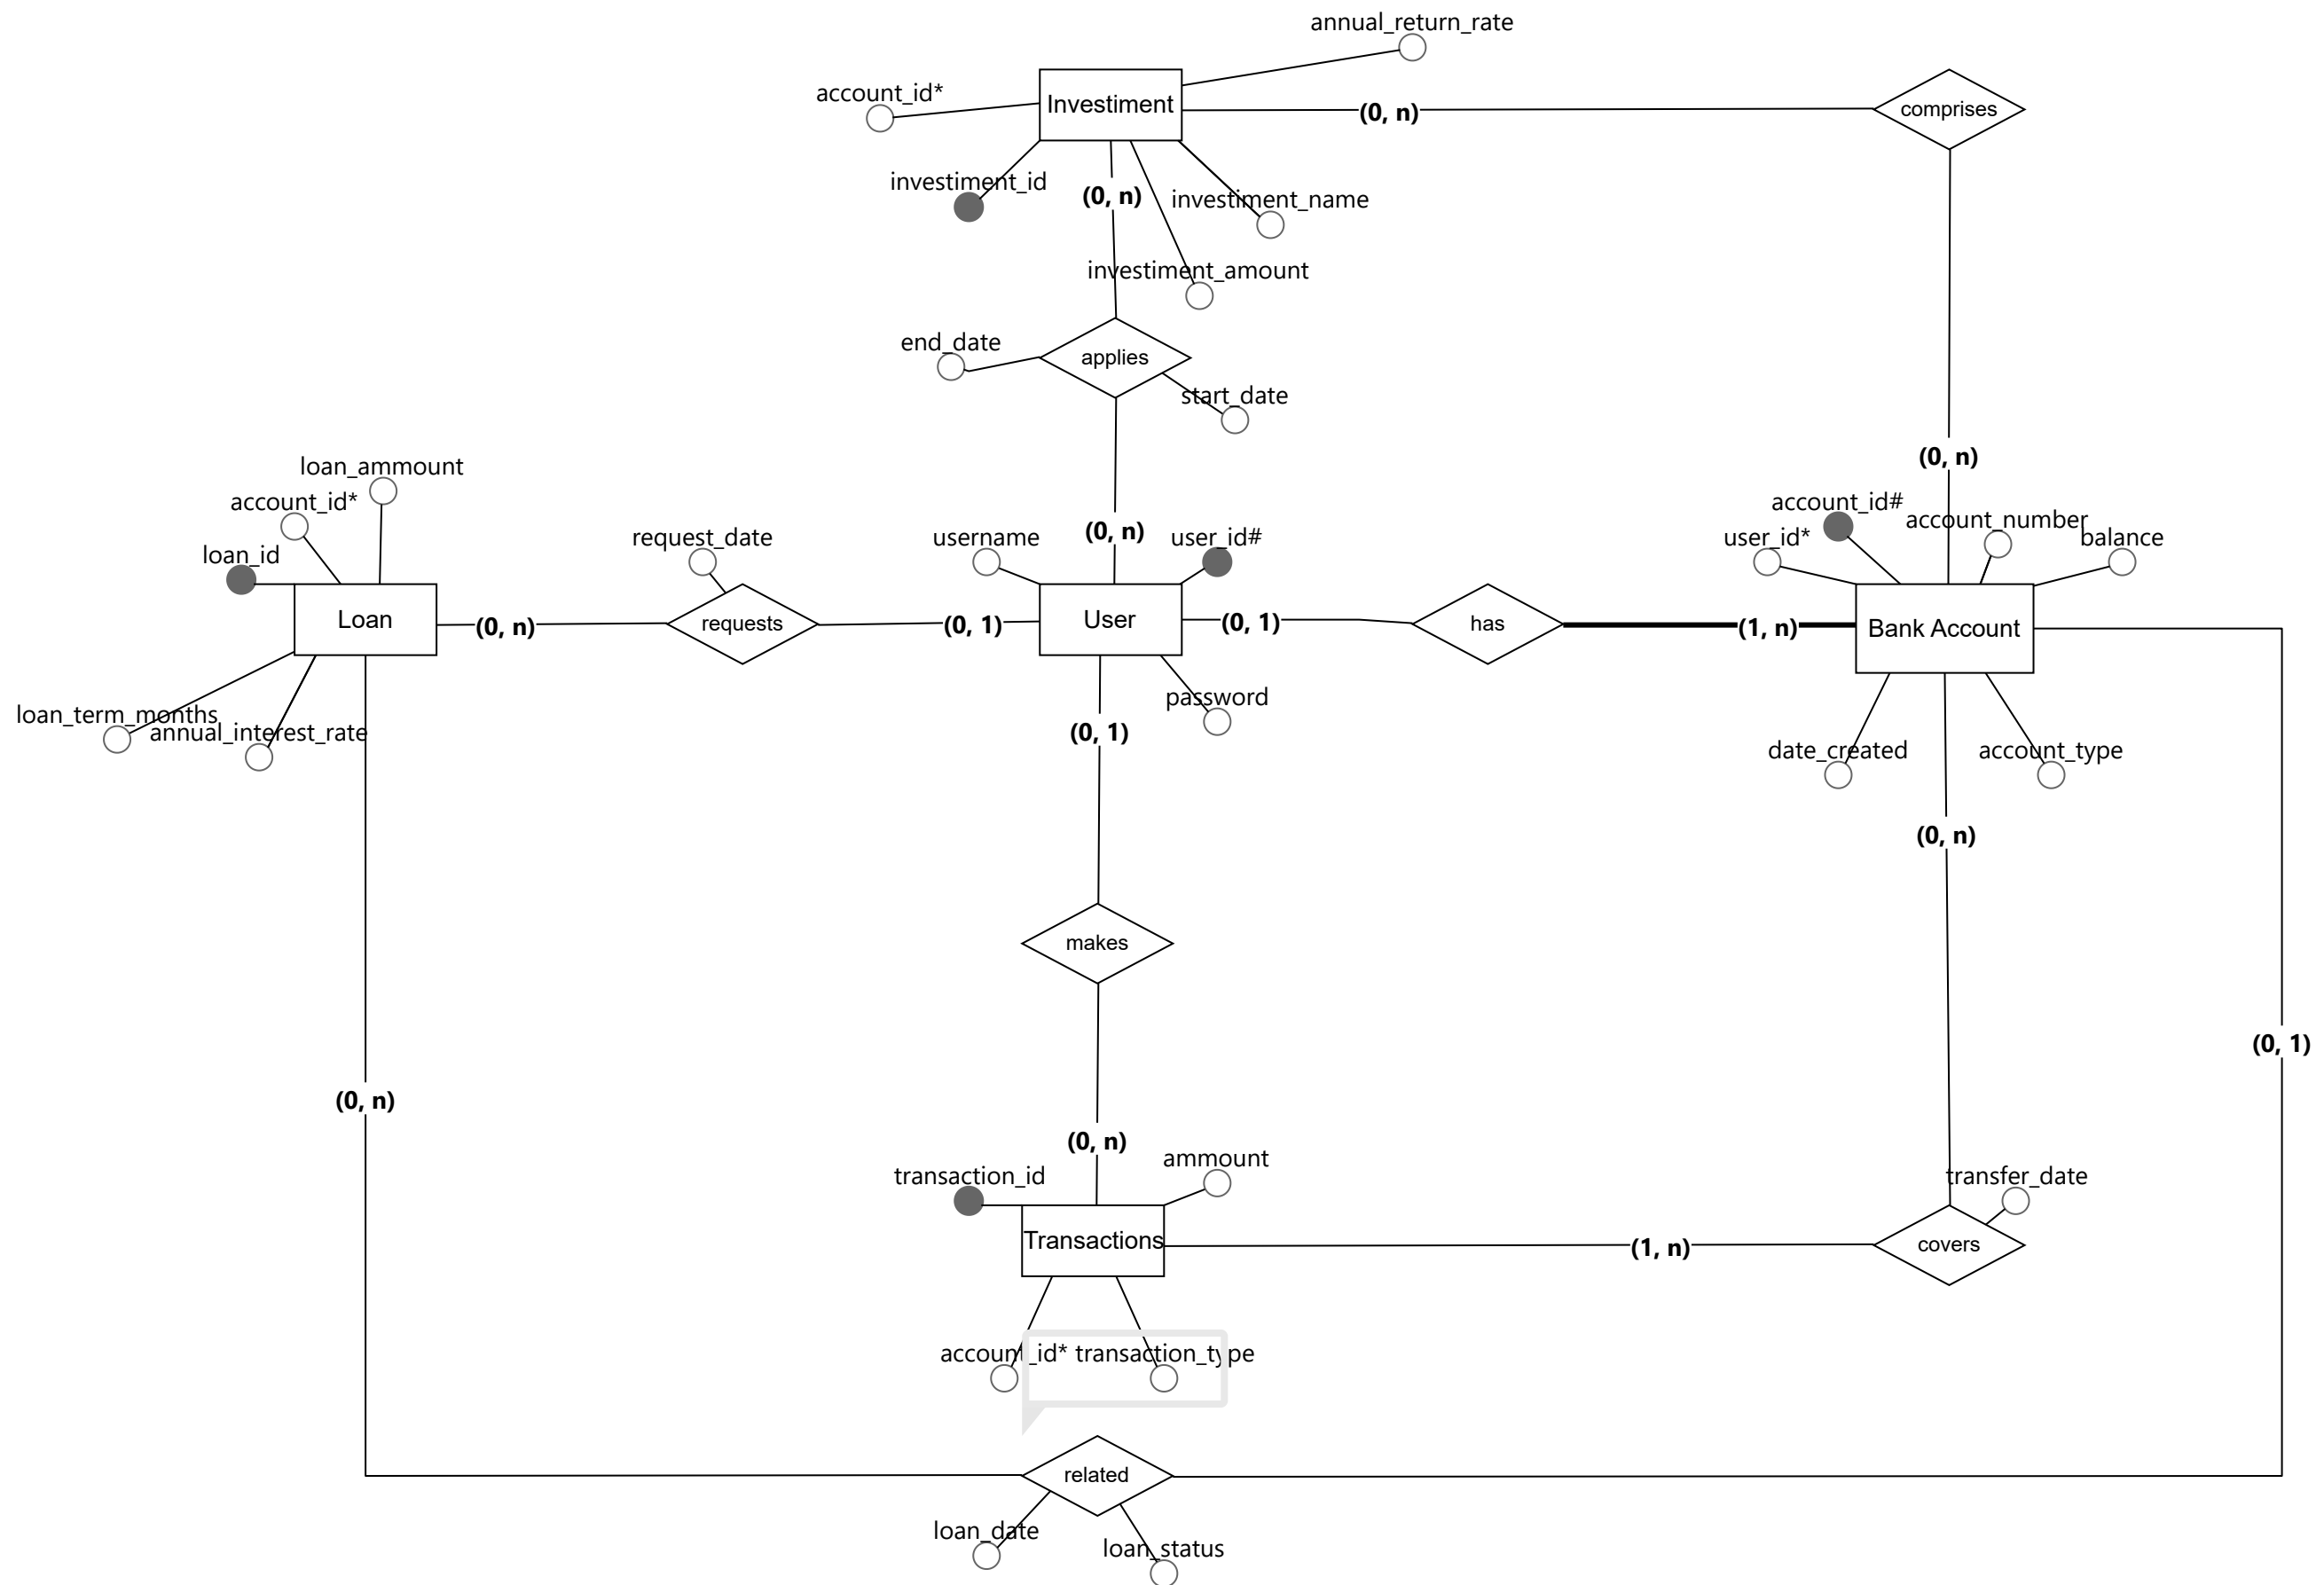 annual_return_rate
account_id*
Investiment
(0, n)
comprises
investiment_id
(0, n)
investiment_name
investiment_amount
end_date
applies
start_date
(0, n)
loan_ammount
account_id*
loan_id
request_date
username
(0, n)
user_id#
user_id*
account_id#
account_number
balance
Loan
(0, n)
requests
(0, 1)
User
(0, 1)
has
(1, n)
Bank Account
loan_term_months
annual_interest_rate
password
(0, 1)
date_created
account_type
(0, n)
makes
(0, 1)
(0, n)
(0, n)
transaction_id
ammount
transfer_date
Transactions
(1, n)
covers
account_id*
transaction_type
related
loan_date
loan_status